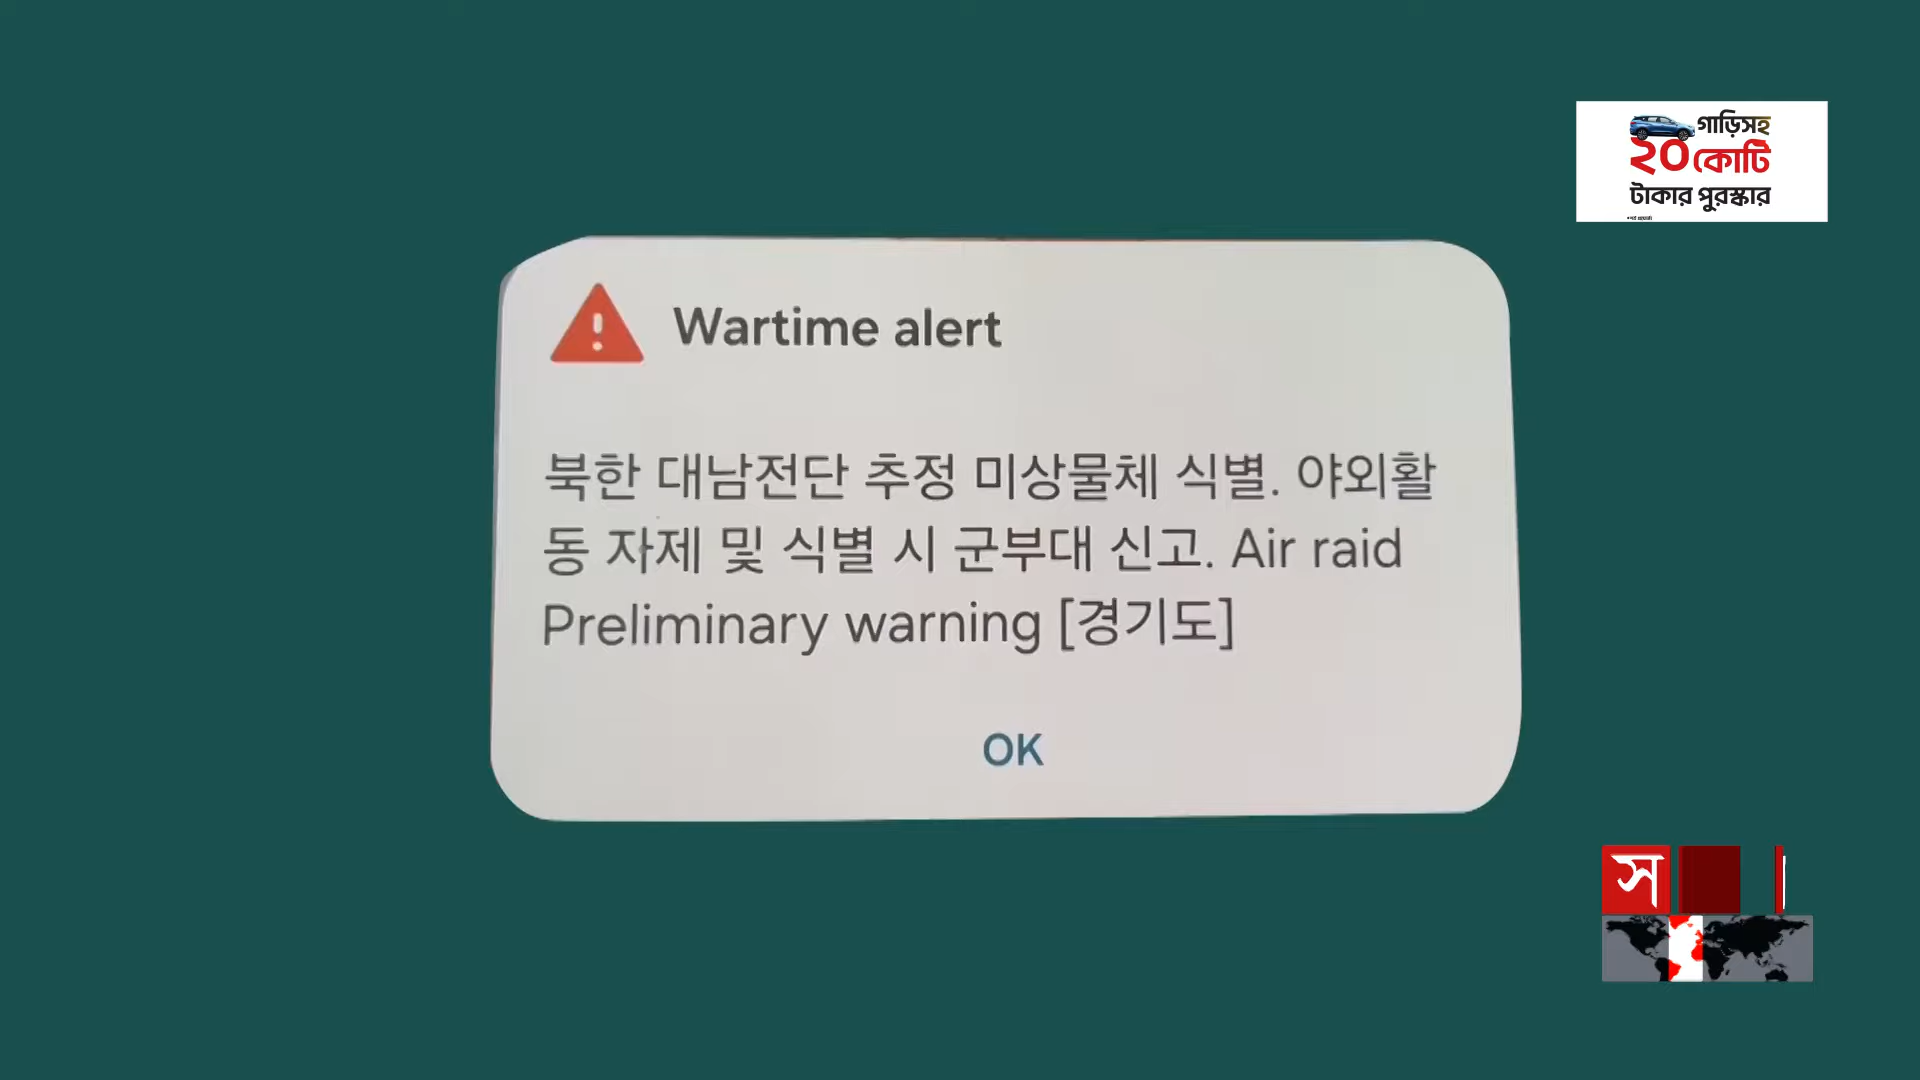 গাড়িসহ
২০ কোটি
টাকার পুরস্কার
Wartime alert
북한 대남전단 추정 미상물체 식별. 야외활
동 자제 및 식별 시 군부대 신고. Air raid
Preliminary warning [경기도]
OK
স